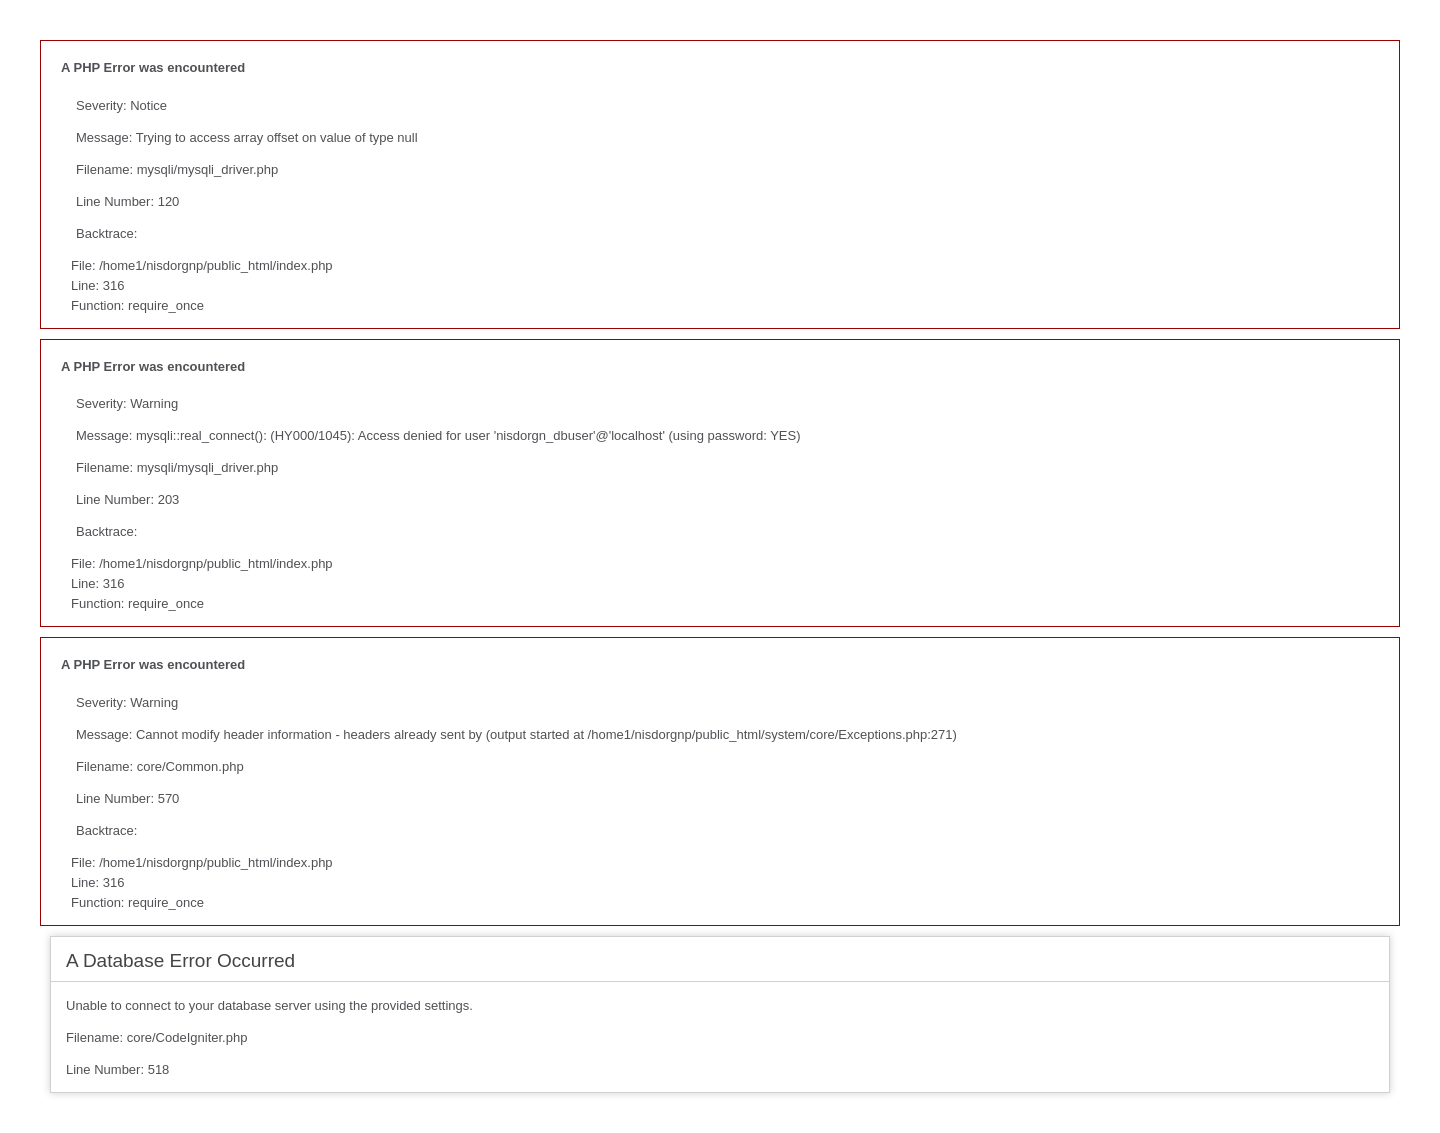 A PHP Error was encountered
Severity: Notice
Message: Trying to access array offset on value of type null
Filename: mysqli/mysqli_driver.php
Line Number: 120
Backtrace:
File: /home1/nisdorgnp/public_html/index.php
Line: 316
Function: require_once
A PHP Error was encountered
Severity: Warning
Message: mysqli::real_connect(): (HY000/1045): Access denied for user 'nisdorgn_dbuser'@'localhost' (using password: YES)
Filename: mysqli/mysqli_driver.php
Line Number: 203
Backtrace:
File: /home1/nisdorgnp/public_html/index.php
Line: 316
Function: require_once
A PHP Error was encountered
Severity: Warning
Message: Cannot modify header information - headers already sent by (output started at /home1/nisdorgnp/public_html/system/core/Exceptions.php:271)
Filename: core/Common.php
Line Number: 570
Backtrace:
File: /home1/nisdorgnp/public_html/index.php
Line: 316
Function: require_once
A Database Error Occurred
Unable to connect to your database server using the provided settings.
Filename: core/CodeIgniter.php
Line Number: 518